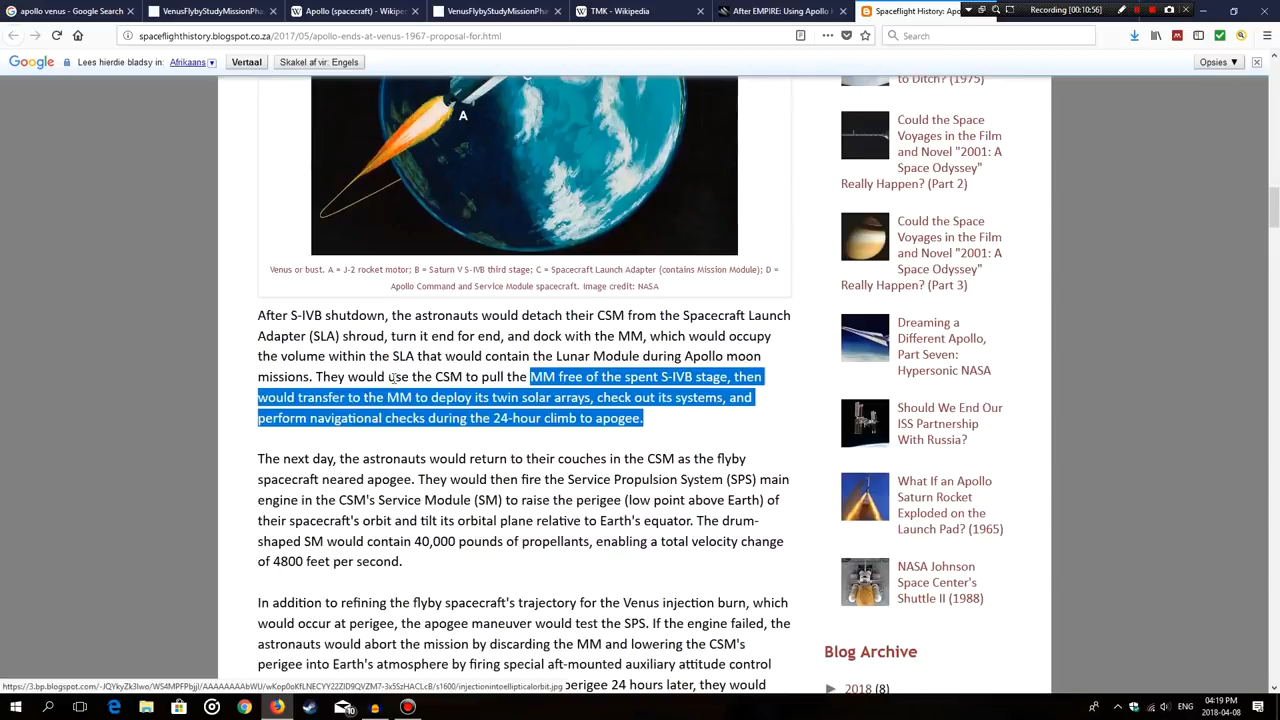 apollo venus - Google Search
VenusFlybyStudyMissionPha
Apollo (spacecraft) - Wikipe
VenusFlybyStudyMissionPha
TMK - Wikipedia
After EMPIRE: Using Apollo H
Spaceflight History: Apo
Recording [0:10:56]
spaceflighthistory.blogspot.co.za/2017/05/apollo-ends-at-venus-1967-proposal-for.html
Search
Google
Lees hierdie bladsy in:
Afrikaans
Vertaal
Skakel af vir: Engels
Opsies ▼
A
Venus or bust. A = J-2 rocket motor; B = Saturn V S-IVB third stage; C = Spacecraft Launch Adapter (contains Mission Module); D =
Apollo Command and Service Module spacecraft. Image credit: NASA
After S-IVB shutdown, the astronauts would detach their CSM from the Spacecraft Launch
Adapter (SLA) shroud, turn it end for end, and dock with the MM, which would occupy
the volume within the SLA that would contain the Lunar Module during Apollo moon
missions. They would use the CSM to pull the MM free of the spent S-IVB stage, then
would transfer to the MM to deploy its twin solar arrays, check out its systems, and
perform navigational checks during the 24-hour climb to apogee.
The next day, the astronauts would return to their couches in the CSM as the flyby
spacecraft neared apogee. They would then fire the Service Propulsion System (SPS) main
engine in the CSM's Service Module (SM) to raise the perigee (low point above Earth) of
their spacecraft's orbit and tilt its orbital plane relative to Earth's equator. The drum-
shaped SM would contain 40,000 pounds of propellants, enabling a total velocity change
of 4800 feet per second.
In addition to refining the flyby spacecraft's trajectory for the Venus injection burn, which
would occur at perigee, the apogee maneuver would test the SPS. If the engine failed, the
astronauts would abort the mission by discarding the MM and lowering the CSM's
perigee into Earth's atmosphere by firing special aft-mounted auxiliary attitude control
perigee 24 hours later, they would
to Ditch? (1975)
Could the Space
Voyages in the Film
and Novel "2001: A
Space Odyssey"
Really Happen? (Part 2)
Could the Space
Voyages in the Film
and Novel "2001: A
Space Odyssey"
Really Happen? (Part 3)
Dreaming a
Different Apollo,
Part Seven:
Hypersonic NASA
Should We End Our
ISS Partnership
With Russia?
What If an Apollo
Saturn Rocket
Exploded on the
Launch Pad? (1965)
NASA Johnson
Space Center's
Shuttle II (1988)
Blog Archive
► 2018 (8)
ENG
04:19 PM
2018-04-08